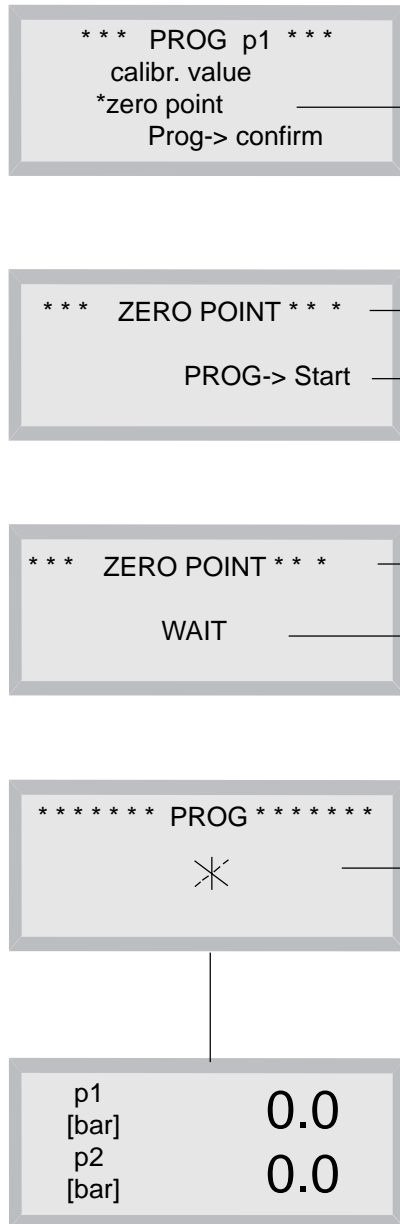 * * * PROG p1 * * *
calibr. value
*zero point
Prog-> confirm
* * * ZERO POINT * * *
PROG-> Start
* * * ZERO POINT * * *
WAIT
* * * * * * * PROG * * * * * * *
p1 0.0
[bar]
p2 0.0
[bar]